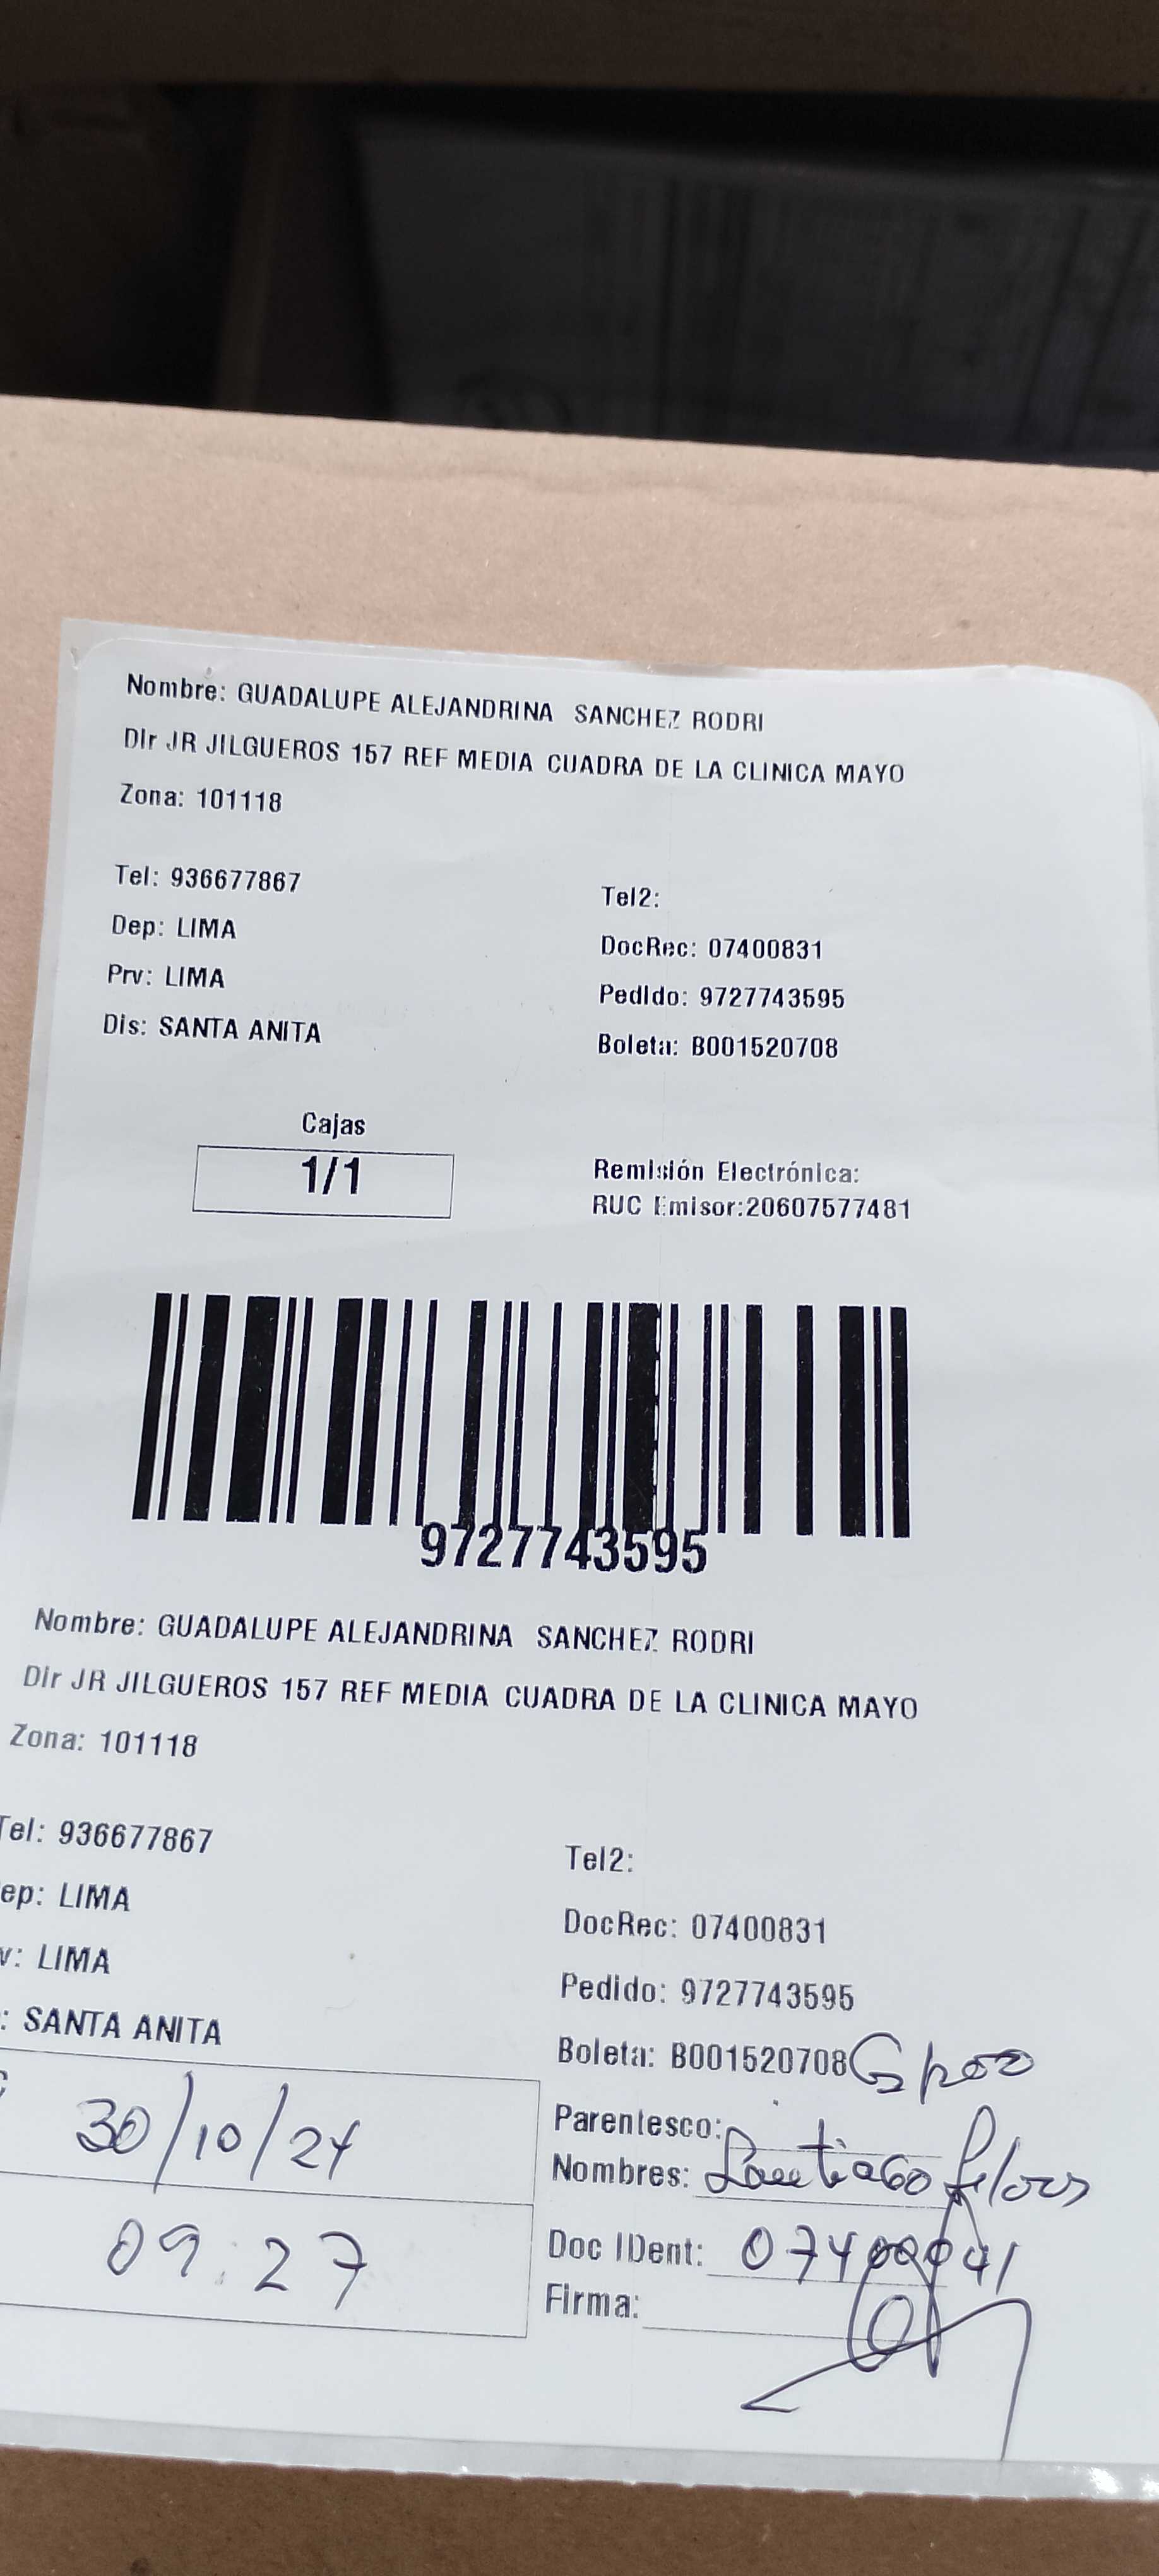 Nombre: GUADALUPE ALEJANDRINA SANCHEZ RODRI
Dir JR JILGUEROS 157 REF MEDIA CUADRA DE LA CLINICA MAYO
Zona: 101118
Tel: 936677867
Tel2:
Dep: LIMA
DocRec: 07400831
Prv: LIMA
Pedido: 9727743595
Dis: SANTA ANITA
Boleta: B001520708
Cajas
1/1
Remisión Electrónica:
RUC Emisor:20607577481
9727743595
Nombre: GUADALUPE ALEJANDRINA SANCHEZ RODRI
Dir JR JILGUEROS 157 REF MEDIA CUADRA DE LA CLINICA MAYO
Zona: 101118
Tel: 936677867
Tel2:
ep: LIMA
DocRec: 07400831
v: LIMA
Pedido: 9727743595
: SANTA ANITA
Boleta: B001520708
30/10/24
Parentesco:
Nombres: Santiago
09:27
Doc IDent:
Firma: